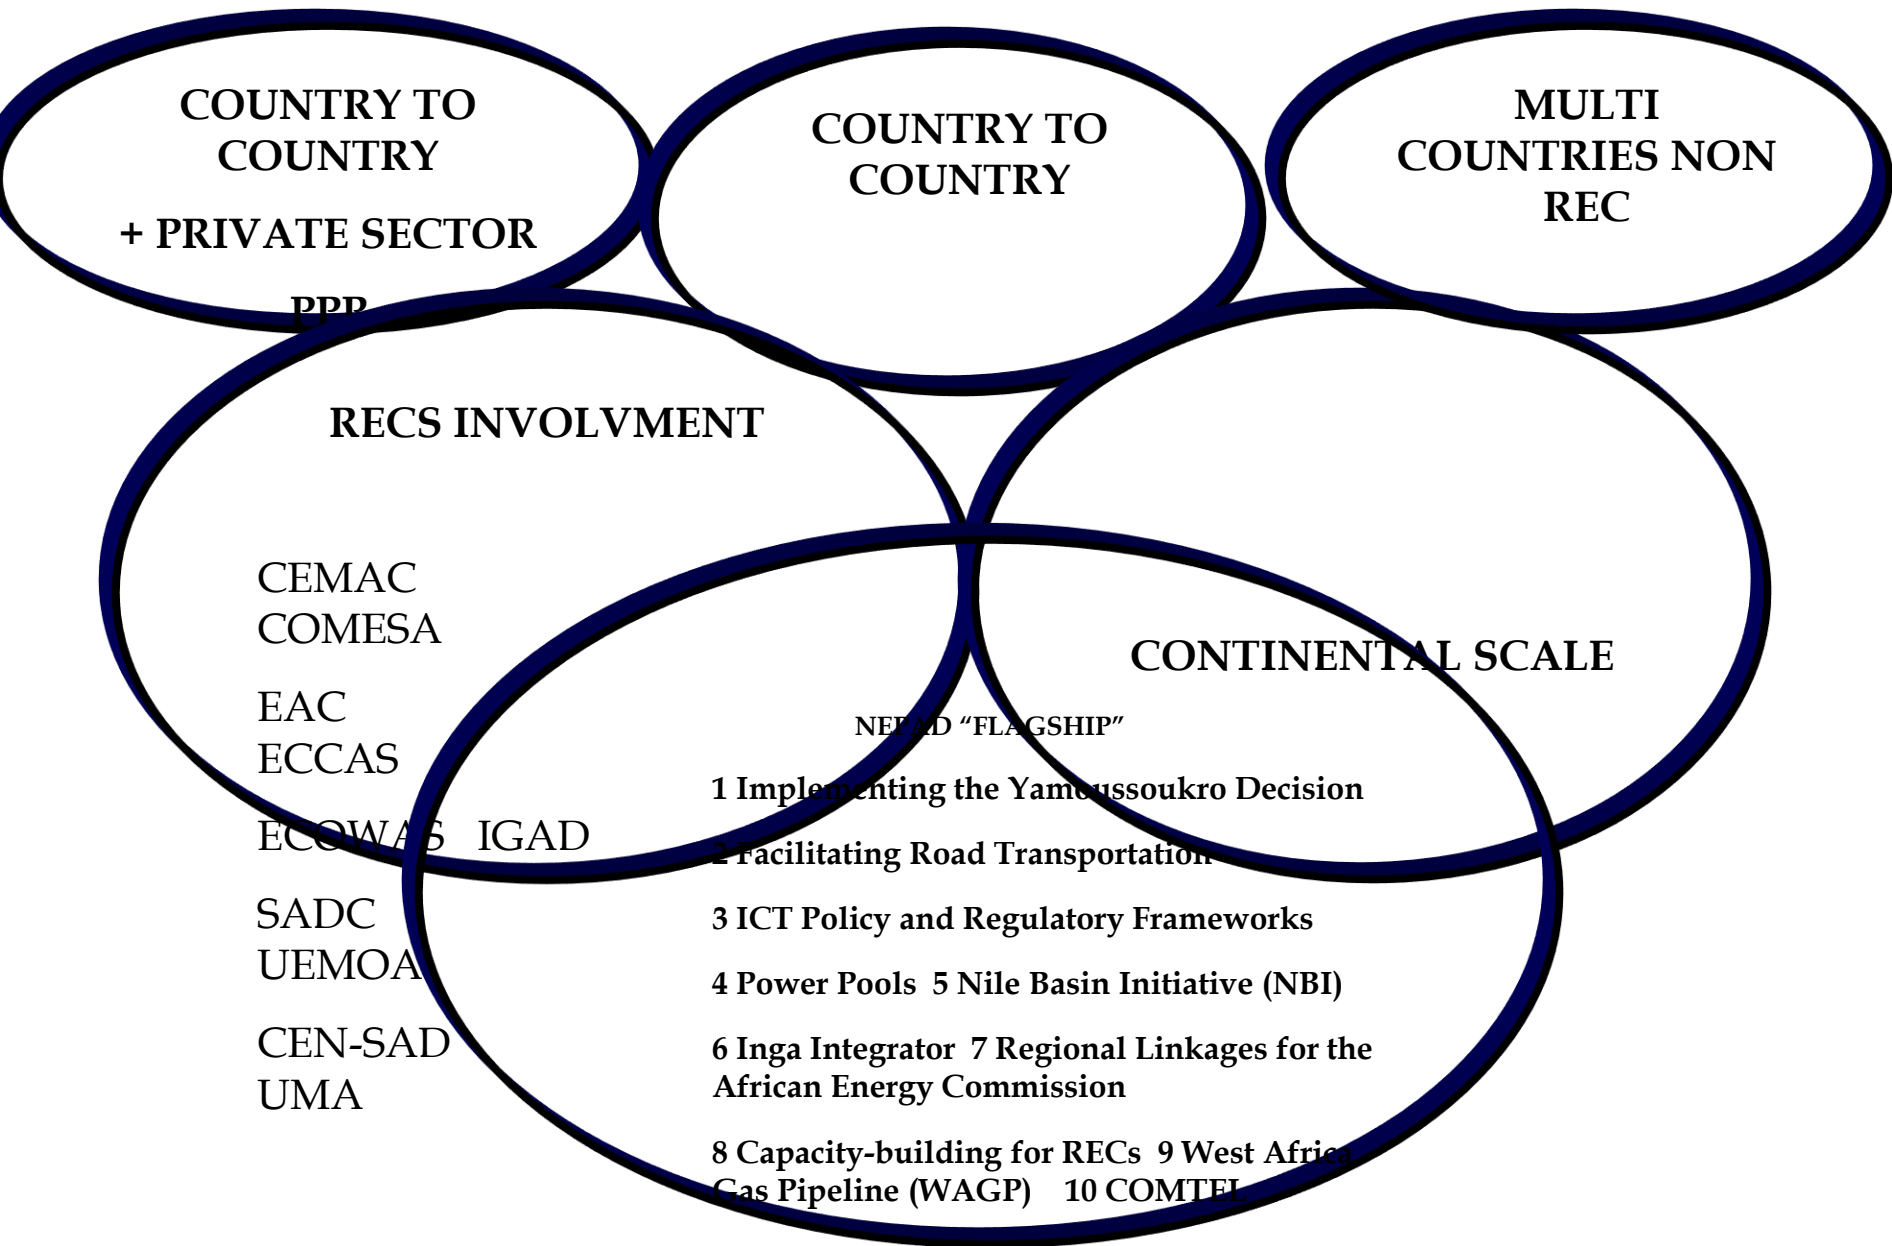 COUNTRY TO
COUNTRY
+ PRIVATE SECTOR
PPP
COUNTRY TO
COUNTRY
MULTI
COUNTRIES NON
REC
RECS INVOLVMENT
CEMAC
COMESA
EAC
ECCAS
ECOWAS IGAD
SADC
UEMOA
CEN-SAD
UMA
CONTINENTAL SCALE
NEPAD “FLAGSHIP”
1 Implementing the Yamoussoukro Decision
2 Facilitating Road Transportation
3 ICT Policy and Regulatory Frameworks
4 Power Pools 5 Nile Basin Initiative (NBI)
6 Inga Integrator 7 Regional Linkages for the
African Energy Commission
8 Capacity-building for RECs 9 West Africa
Gas Pipeline (WAGP) 10 COMTEL